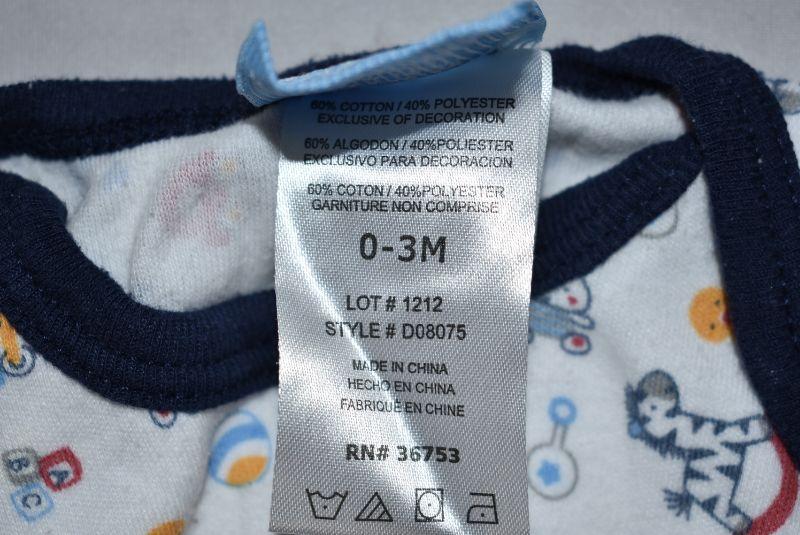 60% COTTON / 40% POLYESTER
EXCLUSIVE OF DECORATION
60% ALGODON / 40%POLIESTER
EXCLUSIVO PARA DECORACION
60% COTON / 40%POLYESTER
GARNITURE NON COMPRISE
0-3M
LOT # 1212
STYLE # D08075
MADE IN CHINA
HECHO EN CHINA
FABRIQUÉ EN CHINE
RN# 36753
A
B
C